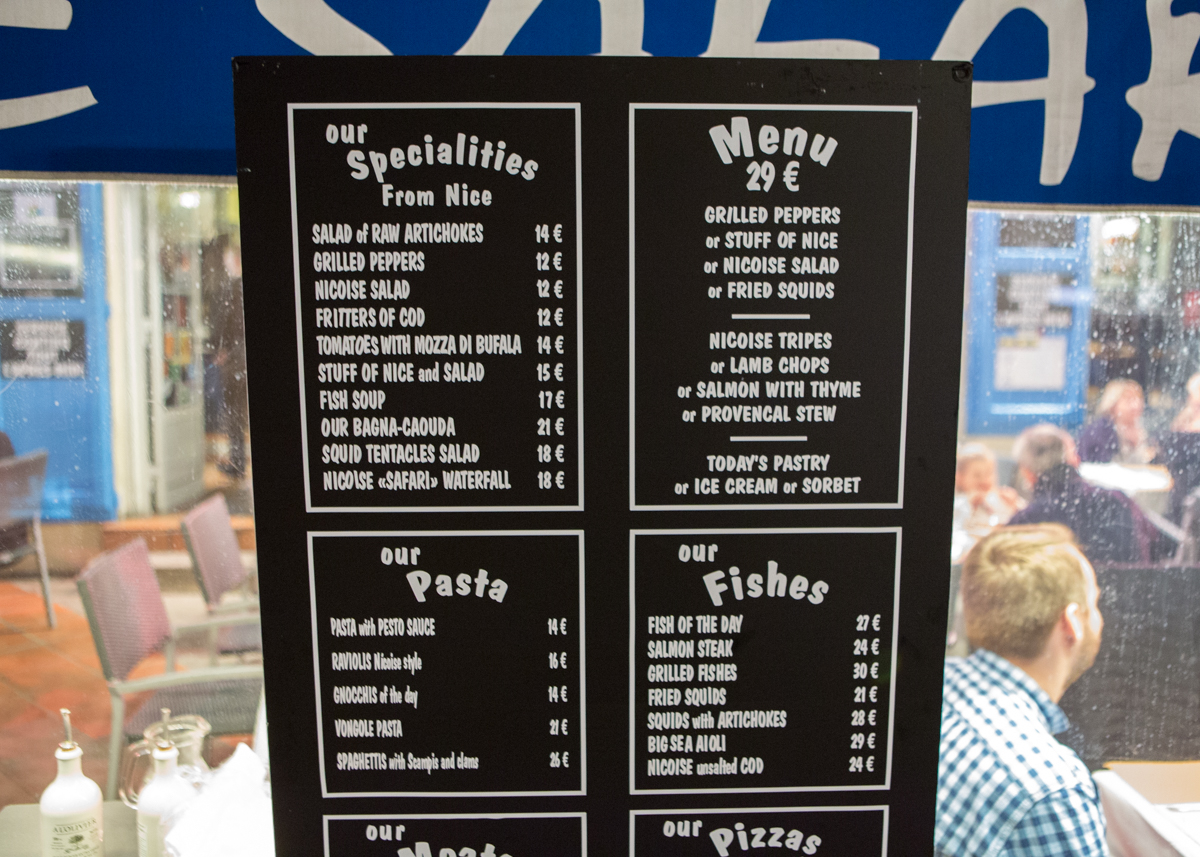 our
Specialities
From Nice
SALAD of RAW ARTICHOKES 14 €
GRILLED PEPPERS 12 €
NICOISE SALAD 12 €
FRITTERS OF COD 12 €
TOMATOES WITH MOZZA DI BUFALA 14 €
STUFF OF NICE and SALAD 15 €
FISH SOUP 17 €
OUR BAGNA-CAOUDA 21 €
SQUID TENTACLES SALAD 18 €
NICOISE «SAFARI» WATERFALL 18 €
Menu
29 €
GRILLED PEPPERS
or STUFF OF NICE
or NICOISE SALAD
or FRIED SQUIDS
NICOISE TRIPES
or LAMB CHOPS
or SALMON WITH THYME
or PROVENCAL STEW
TODAY'S PASTRY
or ICE CREAM or SORBET
our
Pasta
PASTA with PESTO SAUCE 14 €
RAVIOLIS Nicoise style 16 €
GNOCCHIS of the day 14 €
VONGOLE PASTA 21 €
SPAGHETTIS with Scampis and clams 26 €
our
Fishes
FISH OF THE DAY 27 €
SALMON STEAK 24 €
GRILLED FISHES 30 €
FRIED SQUIDS 21 €
SQUIDS with ARTICHOKES 28 €
BIG SEA AIOLI 29 €
NICOISE unsalted COD 24 €
our
Meats
our
Pizzas